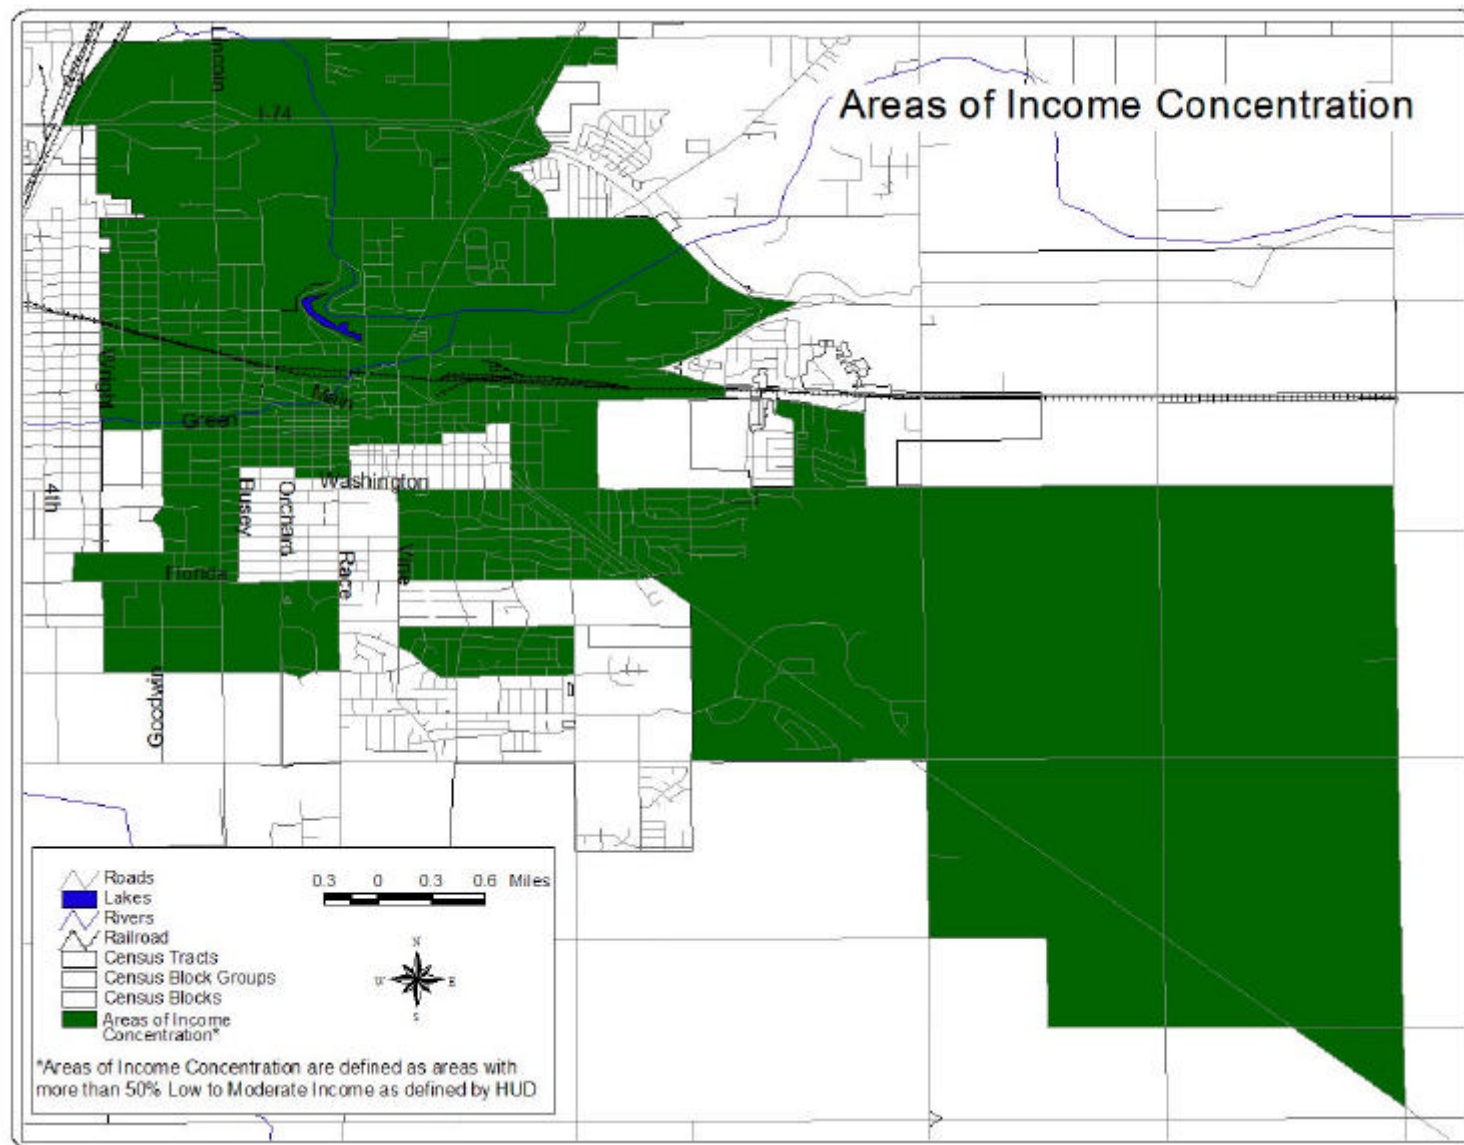 Lincoln
I-74
Areas of Income Concentration
Wright
Main
Green
Washington
4th
Busey
Orchard
Race
Vine
Florida
Goodwin
Roads
Lakes
Rivers
Railroad
Census Tracts
Census Block Groups
Census Blocks
Areas of Income
Concentration*
0.3 0 0.3 0.6 Miles
N
W E
S
*Areas of Income Concentration are defined as areas with
more than 50% Low to Moderate Income as defined by HUD